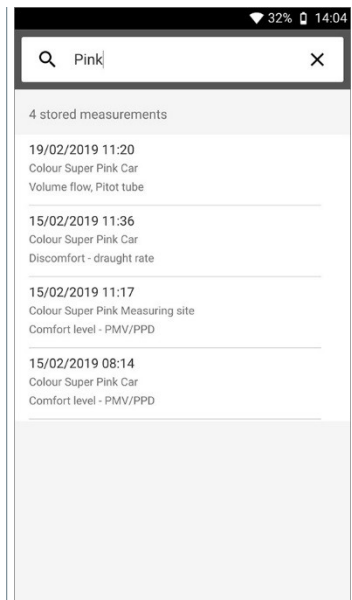 32% 14:04
Pink
4 stored measurements
19/02/2019 11:20
Colour Super Pink Car
Volume flow, Pitot tube
15/02/2019 11:36
Colour Super Pink Car
Discomfort - draught rate
15/02/2019 11:17
Colour Super Pink Measuring site
Comfort level - PMV/PPD
15/02/2019 08:14
Colour Super Pink Car
Comfort level - PMV/PPD